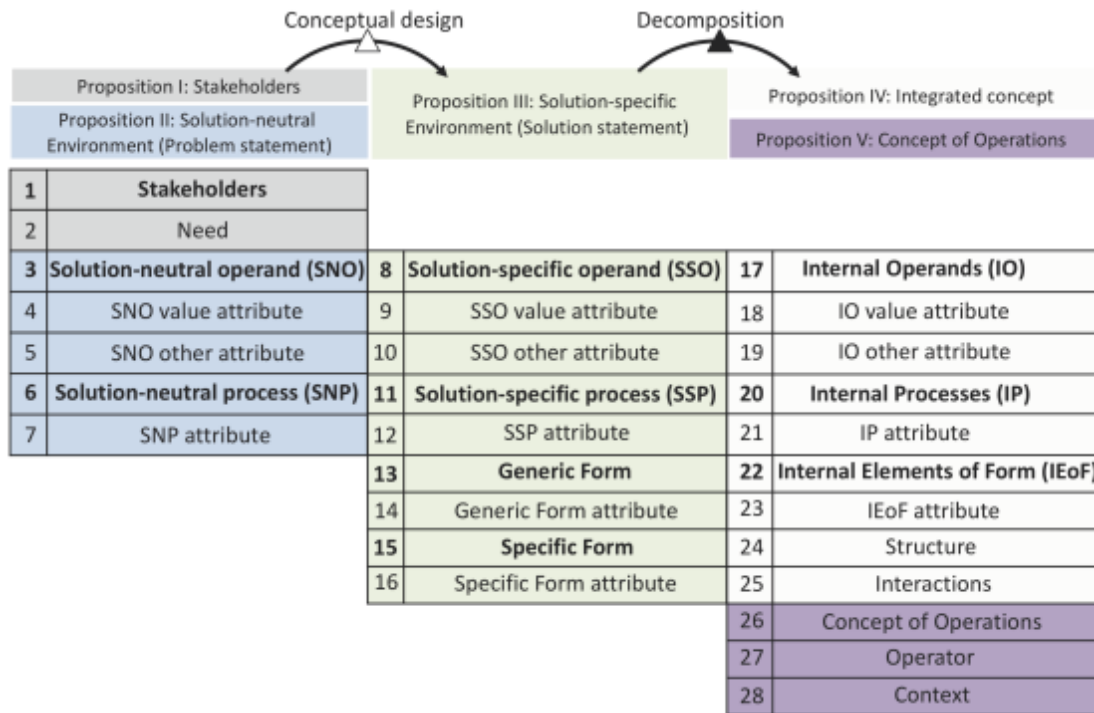 Conceptual design
Decomposition
Proposition I: Stakeholders
Proposition II: Solution-neutral
Environment (Problem statement)
Proposition III: Solution-specific
Environment (Solution statement)
Proposition IV: Integrated concept
Proposition V: Concept of Operations
1 Stakeholders
2 Need
3 Solution-neutral operand (SNO)
4 SNO value attribute
5 SNO other attribute
6 Solution-neutral process (SNP)
7 SNP attribute
8 Solution-specific operand (SSO)
9 SSO value attribute
10 SSO other attribute
11 Solution-specific process (SSP)
12 SSP attribute
13 Generic Form
14 Generic Form attribute
15 Specific Form
16 Specific Form attribute
17 Internal Operands (IO)
18 IO value attribute
19 IO other attribute
20 Internal Processes (IP)
21 IP attribute
22 Internal Elements of Form (IEoF)
23 IEoF attribute
24 Structure
25 Interactions
26 Concept of Operations
27 Operator
28 Context